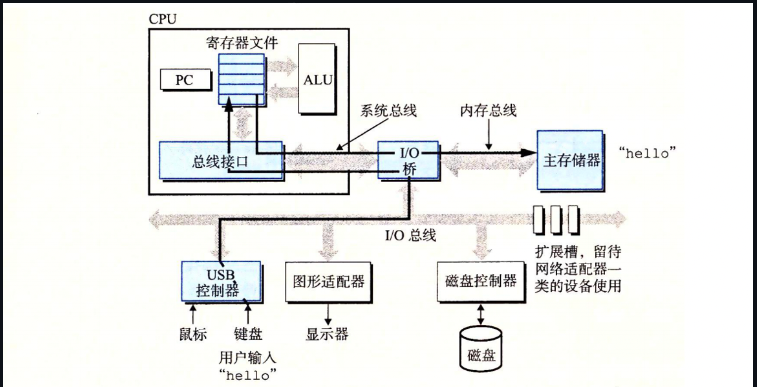 CPU
寄存器文件
PC
ALU
系统总线
内存总线
总线接口
I/O
桥
主存储器
“hello”
I/O 总线
扩展槽，留待
网络适配器一
类的设备使用
USB
控制器
图形适配器
磁盘控制器
鼠标
键盘
显示器
用户输入
“hello”
磁盘